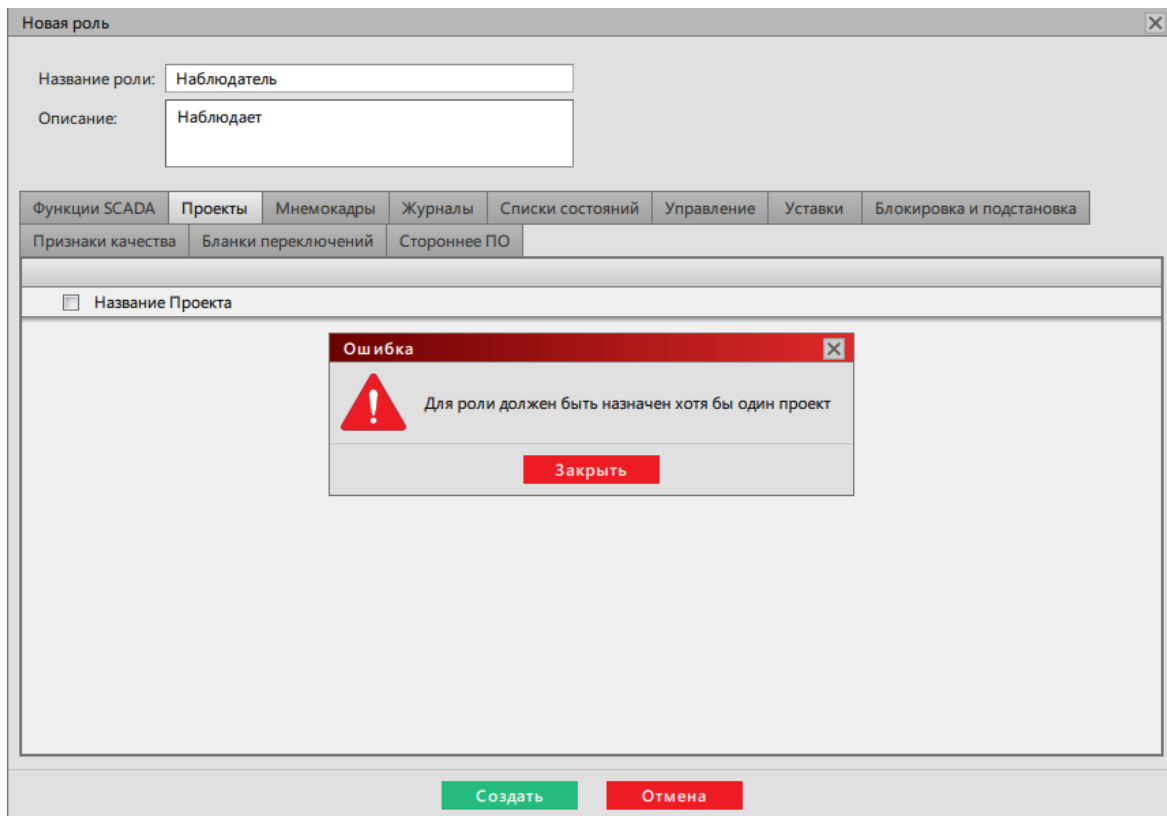 Новая роль
Название роли: Наблюдатель
Описание: Наблюдает
Функции SCADA Проекты Мнемокадры Журналы Списки состояний Управление Уставки Блокировка и подстановка
Признаки качества Бланки переключений Стороннее ПО
Название Проекта
Ошибка
Для роли должен быть назначен хотя бы один проект
Закрыть
Создать Отмена